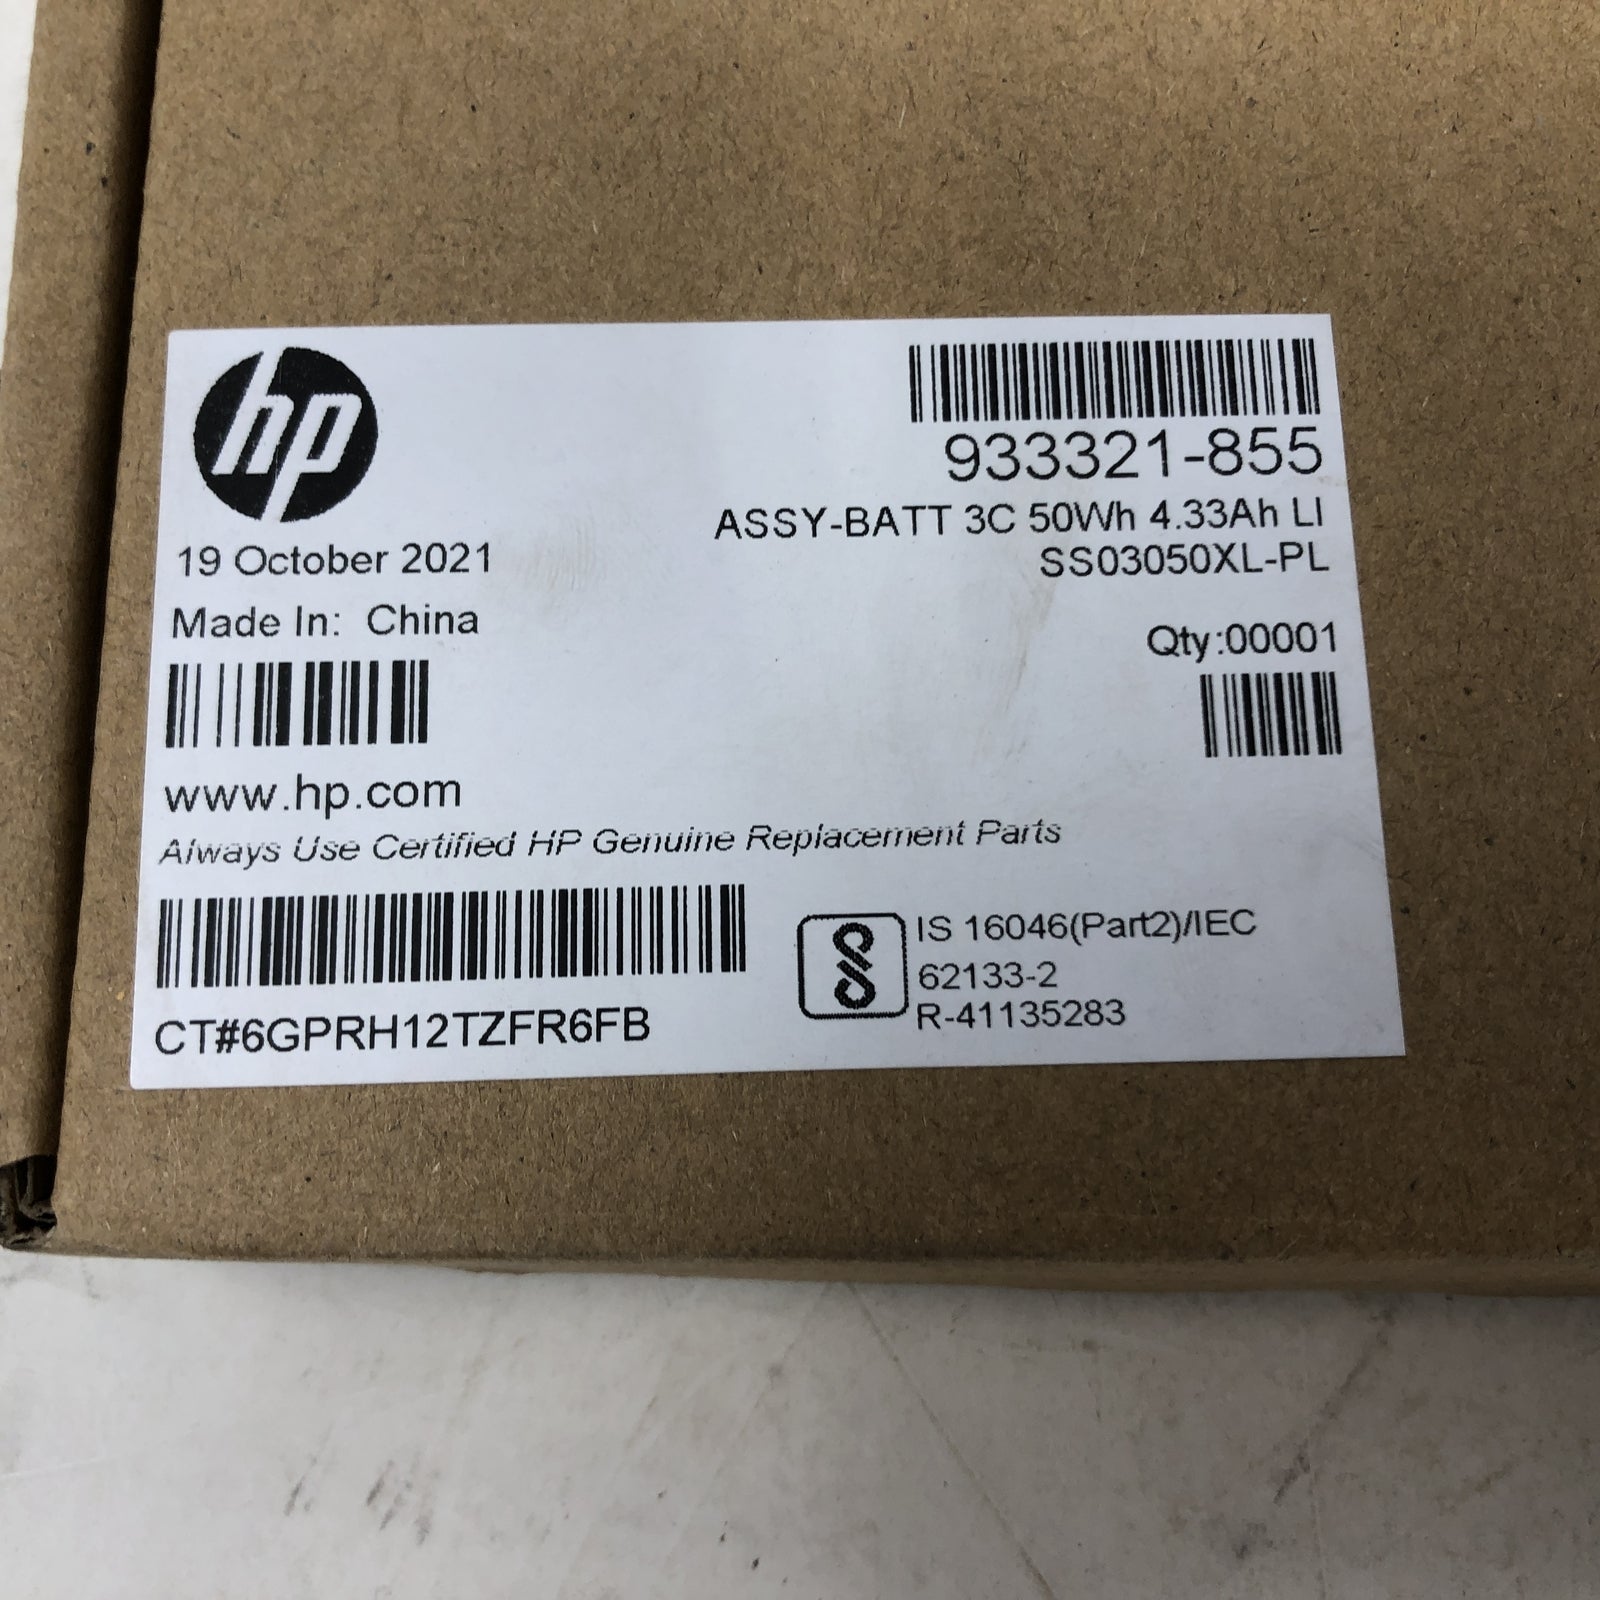 hp
933321-855
ASSY-BATT 3C 50Wh 4.33Ah LI
SS03050XL-PL
19 October 2021
Made In: China
Qty:00001
www.hp.com
Always Use Certified HP Genuine Replacement Parts
CT#6GPRH12TZFR6FB
IS 16046(Part2)/IEC
62133-2
R-41135283